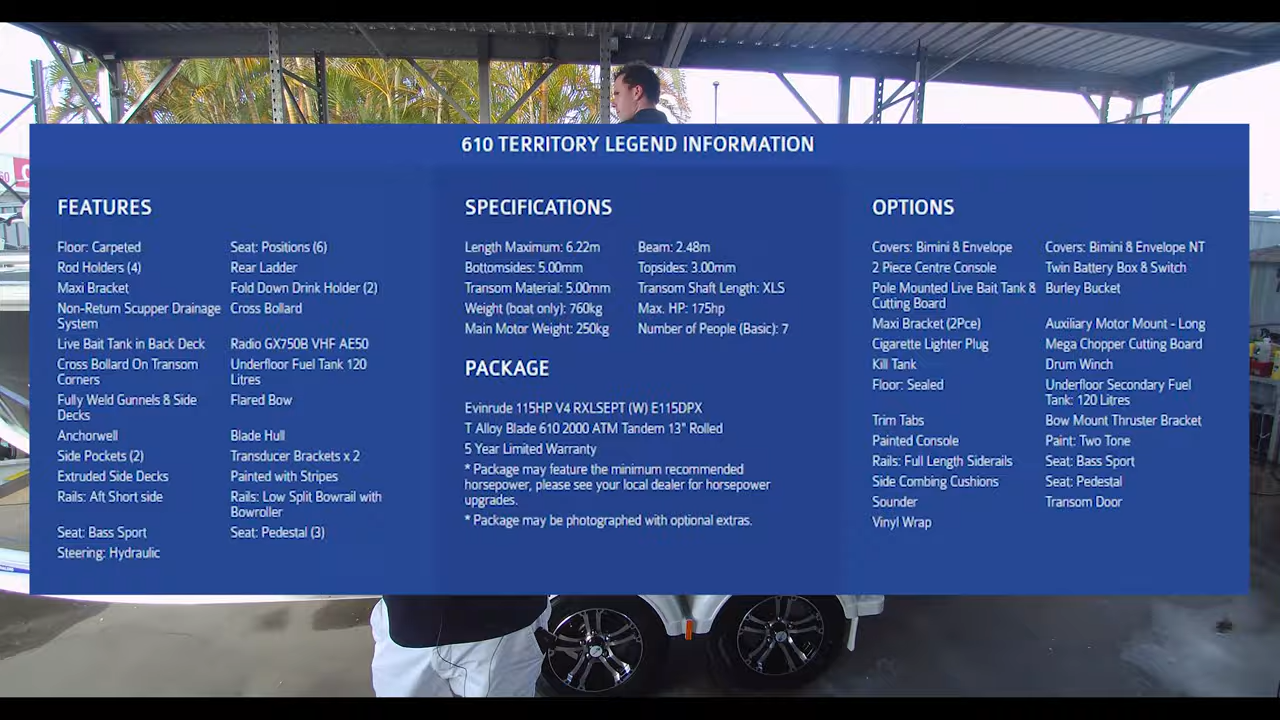 610 TERRITORY LEGEND INFORMATION
FEATURES
Floor: Carpeted
Seat: Positions (6)
Rod Holders (4)
Rear Ladder
Maxi Bracket
Fold Down Drink Holder (2)
Non-Return Scupper Drainage
System
Cross Bollard
Live Bait Tank in Back Deck
Radio GX750B VHF AE50
Cross Bollard On Transom
Corners
Underfloor Fuel Tank 120
Litres
Fully Weld Gunnels & Side
Decks
Flared Bow
Anchorwell
Blade Hull
Side Pockets (2)
Transducer Brackets x 2
Extruded Side Decks
Painted with Stripes
Rails: Aft Short side
Rails: Low Split Bowrail with
Bowroller
Seat: Bass Sport
Seat: Pedestal (3)
Steering: Hydraulic
SPECIFICATIONS
Length Maximum: 6.22m
Beam: 2.48m
Bottomsides: 5.00mm
Topsides: 3.00mm
Transom Material: 5.00mm
Transom Shaft Length: XLS
Weight (boat only): 760kg
Max. HP: 175hp
Main Motor Weight: 250kg
Number of People (Basic): 7
PACKAGE
Evinrude 115HP V4 RXLSEPT (W) E115DPX
T Alloy Blade 610 2000 ATM Tandem 13" Rolled
5 Year Limited Warranty
* Package may feature the minimum recommended
horsepower, please see your local dealer for horsepower
upgrades.
* Package may be photographed with optional extras.
OPTIONS
Covers: Bimini & Envelope
Covers: Bimini & Envelope NT
2 Piece Centre Console
Twin Battery Box & Switch
Pole Mounted Live Bait Tank &
Cutting Board
Burley Bucket
Maxi Bracket (2Pce)
Auxiliary Motor Mount - Long
Cigarette Lighter Plug
Mega Chopper Cutting Board
Kill Tank
Drum Winch
Floor: Sealed
Underfloor Secondary Fuel
Tank: 120 Litres
Trim Tabs
Bow Mount Thruster Bracket
Painted Console
Paint: Two Tone
Rails: Full Length Siderails
Seat: Bass Sport
Side Combing Cushions
Seat: Pedestal
Sounder
Transom Door
Vinyl Wrap